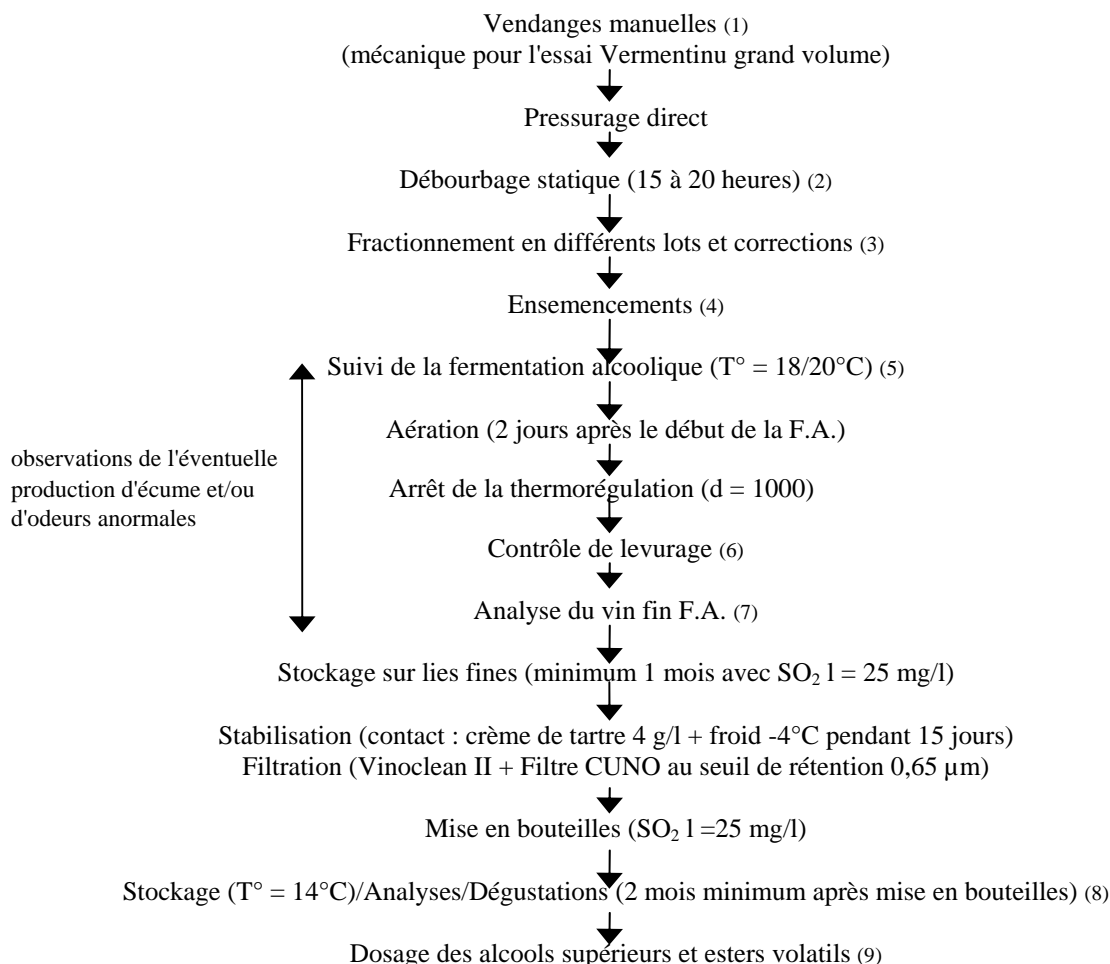 Vendanges manuelles (1)
(mécanique pour l'essai Vermentinu grand volume)
Pressurage direct
Débourbage statique (15 à 20 heures) (2)
Fractionnement en différents lots et corrections (3)
Ensemencements (4)
Suivi de la fermentation alcoolique (T° = 18/20°C) (5)
Aération (2 jours après le début de la F.A.)
observations de l'éventuelle
production d'écume et/ou
d'odeurs anormales
Arrêt de la thermorégulation (d = 1000)
Contrôle de levurage (6)
Analyse du vin fin F.A. (7)
Stockage sur lies fines (minimum 1 mois avec SO₂ l = 25 mg/l)
Stabilisation (contact : crème de tartre 4 g/l + froid -4°C pendant 15 jours)
Filtration (Vinoclean II + Filtre CUNO au seuil de rétention 0,65 µm)
Mise en bouteilles (SO₂ l =25 mg/l)
Stockage (T° = 14°C)/Analyses/Dégustations (2 mois minimum après mise en bouteilles) (8)
Dosage des alcools supérieurs et esters volatils (9)